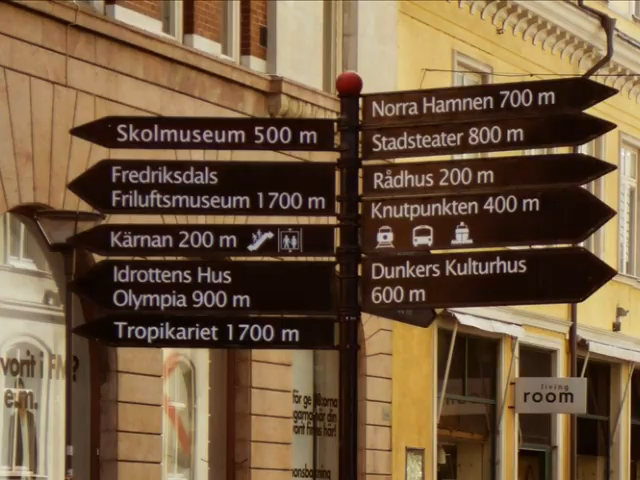 Skolmuseum 500 m
Fredriksdals
Friluftsmuseum 1700 m
Kärnan 200 m
Idrottens Hus
Olympia 900 m
Tropikariet 1700 m
Norra Hamnen 700 m
Stadsteater 800 m
Rådhus 200 m
Knutpunkten 400 m
Dunkers Kulturhus
600 m
living
room